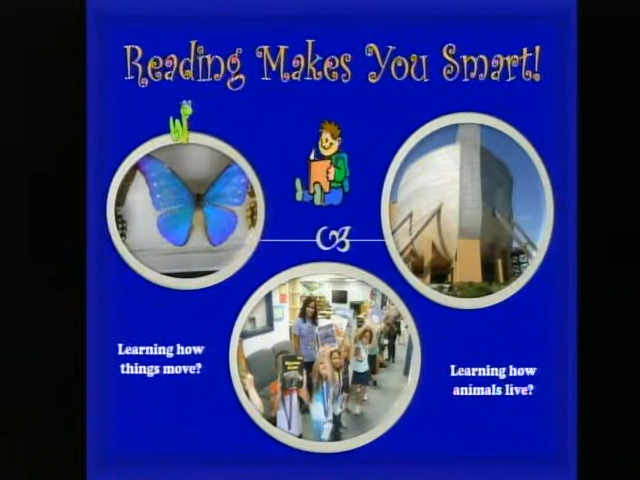 Reading Makes You Smart!
Learning how
things move?
Learning how
animals live?